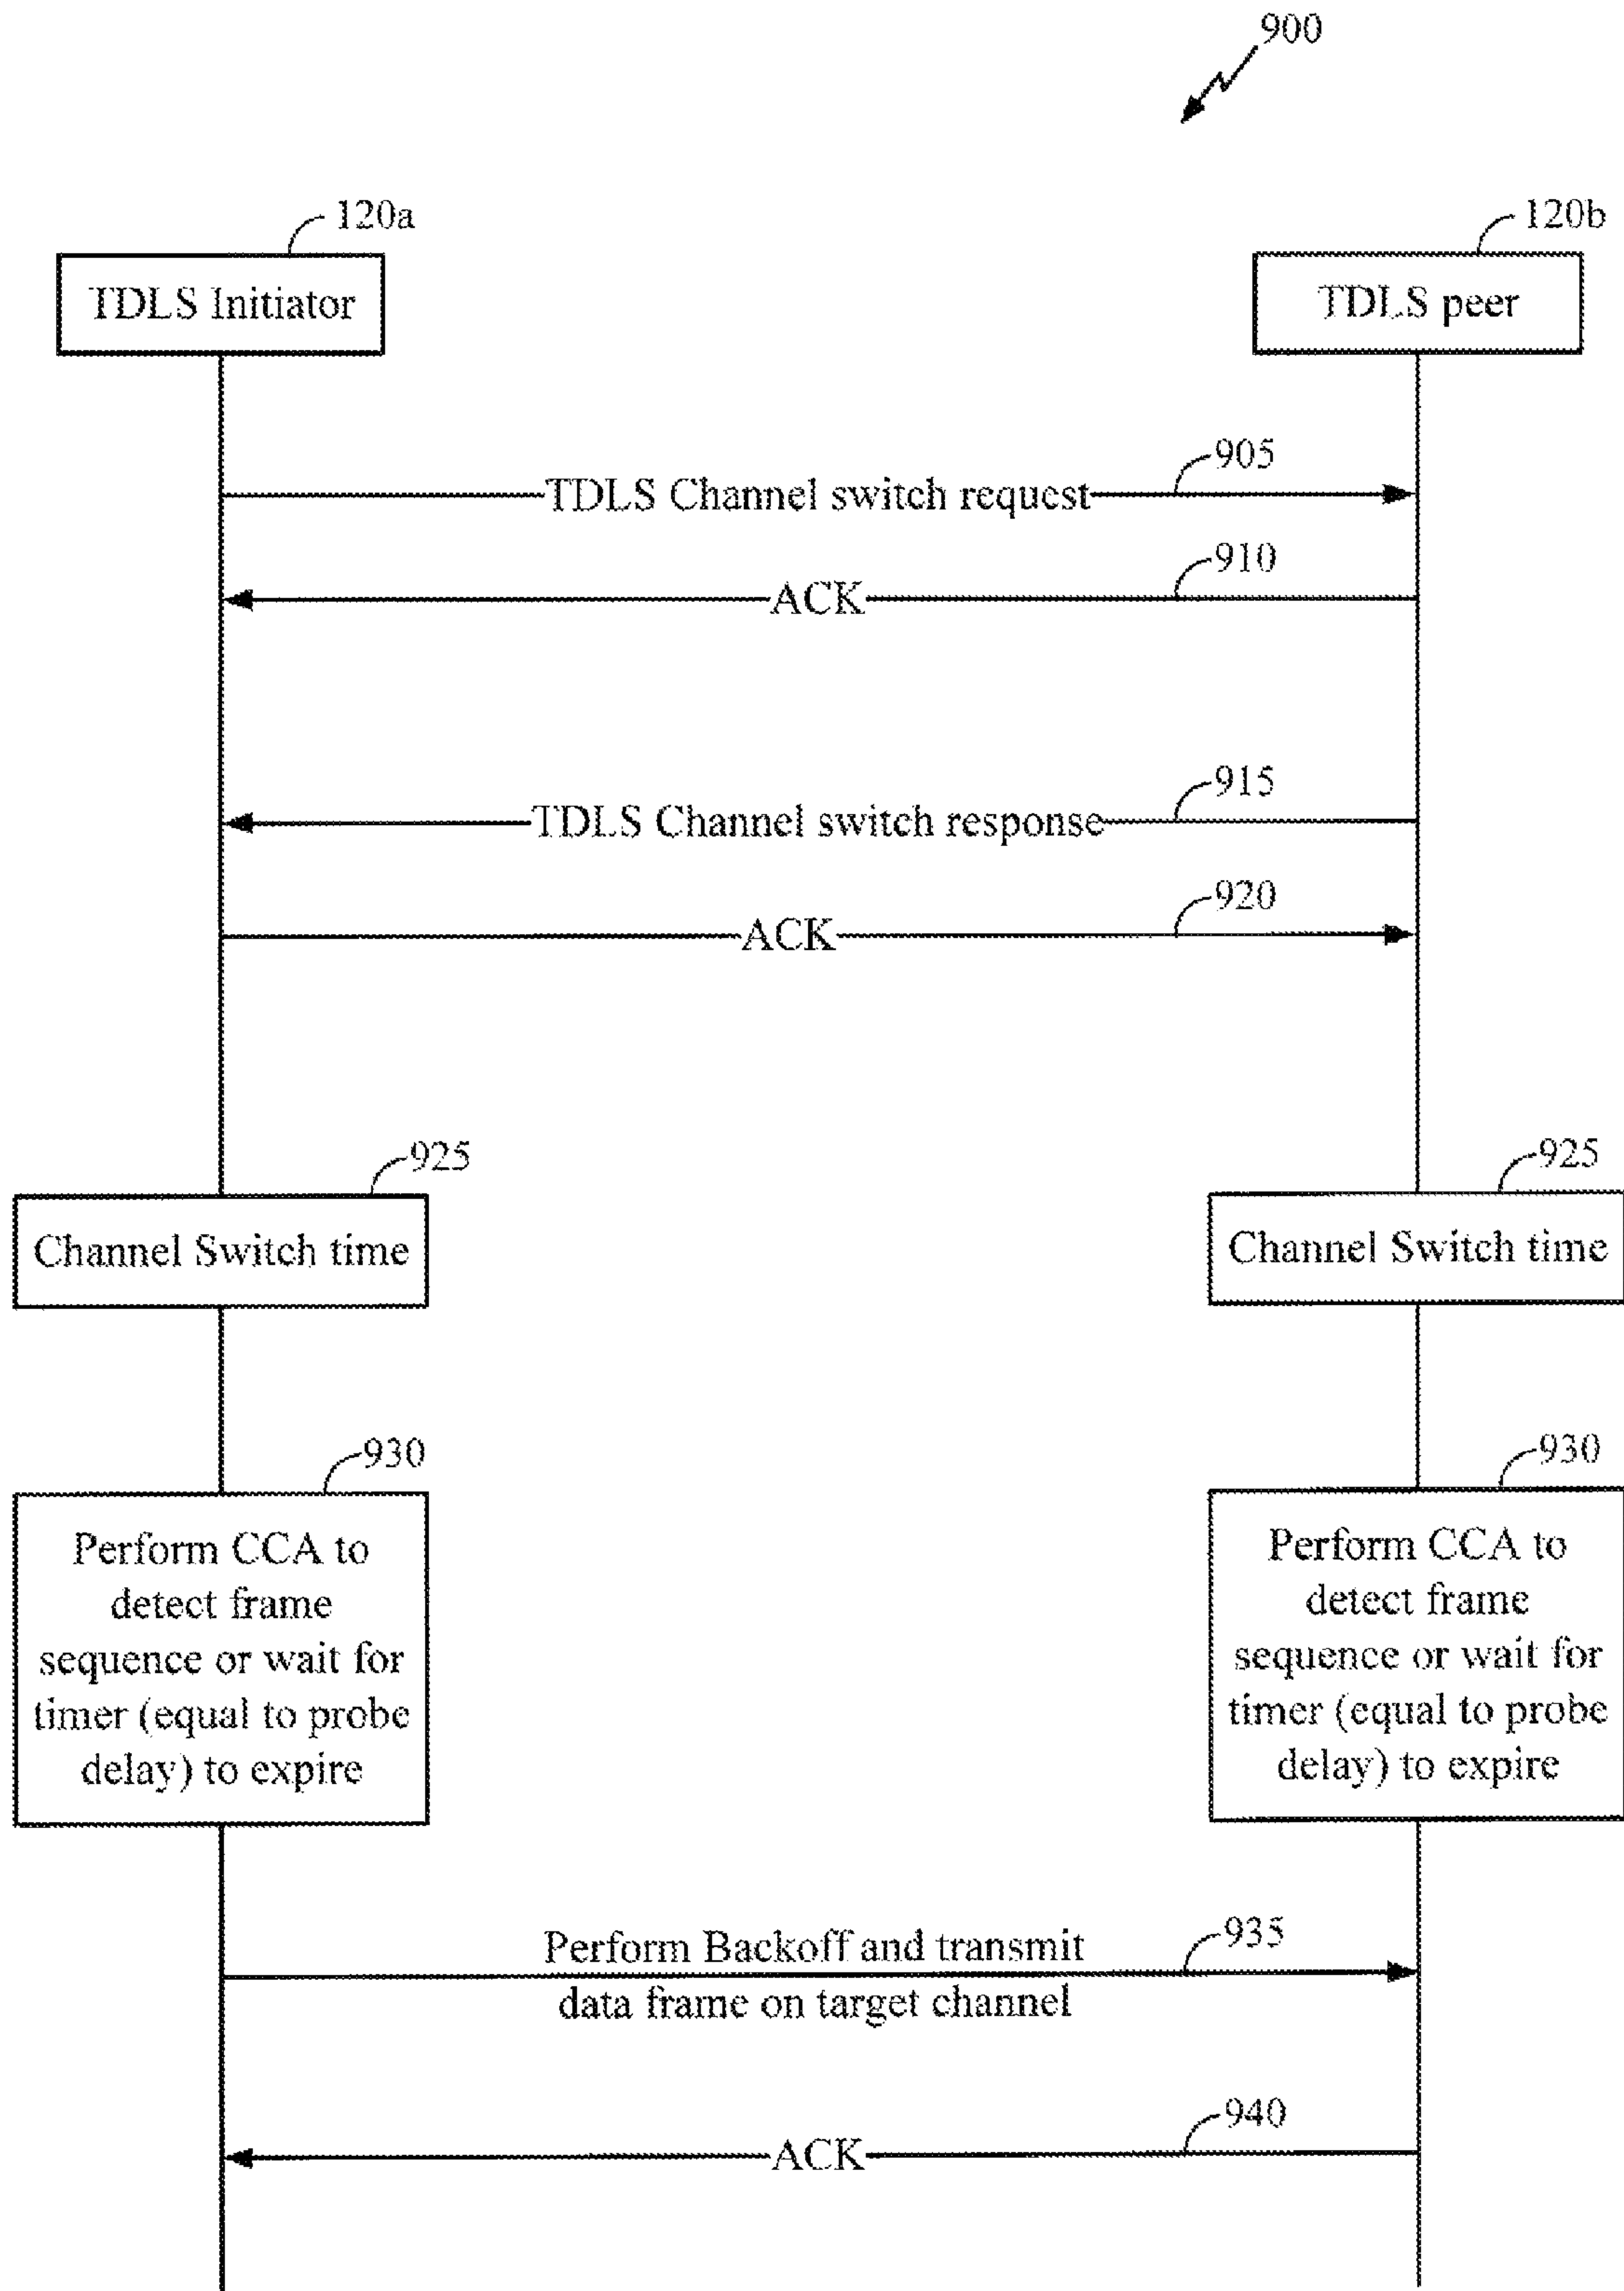 900
120a
120b
TDLS Initiator
TDLS peer
905
TDLS Channel switch request
910
ACK
915
TDLS Channel switch response
920
ACK
925
925
Channel Switch time
Channel Switch time
930
930
Perform CCA to
detect frame
sequence or wait for
timer (equal to probe
delay) to expire
Perform CCA to
detect frame
sequence or wait for
timer (equal to probe
delay) to expire
935
Perform Backoff and transmit
data frame on target channel
940
ACK